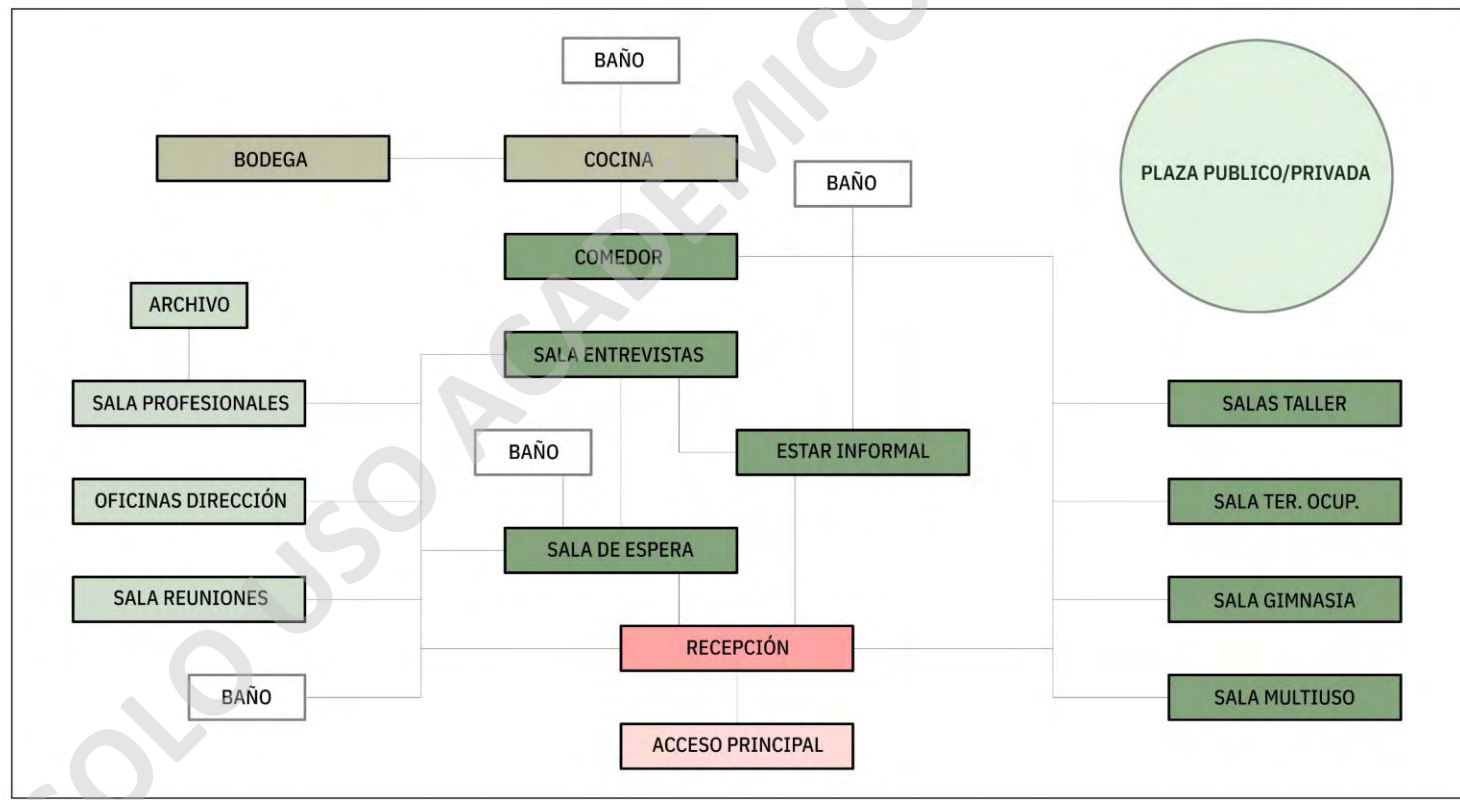 BAÑO
BODEGA
COCINA
BAÑO
PLAZA PUBLICO/PRIVADA
COMEDOR
ARCHIVO
SALA ENTREVISTAS
SALA PROFESIONALES
SALAS TALLER
BAÑO
ESTAR INFORMAL
OFICINAS DIRECCIÓN
SALA TER. OCUP.
SALA DE ESPERA
SALA REUNIONES
SALA GIMNASIA
RECEPCIÓN
BAÑO
SALA MULTIUSO
ACCESO PRINCIPAL
SOLO USO ACADEMICO